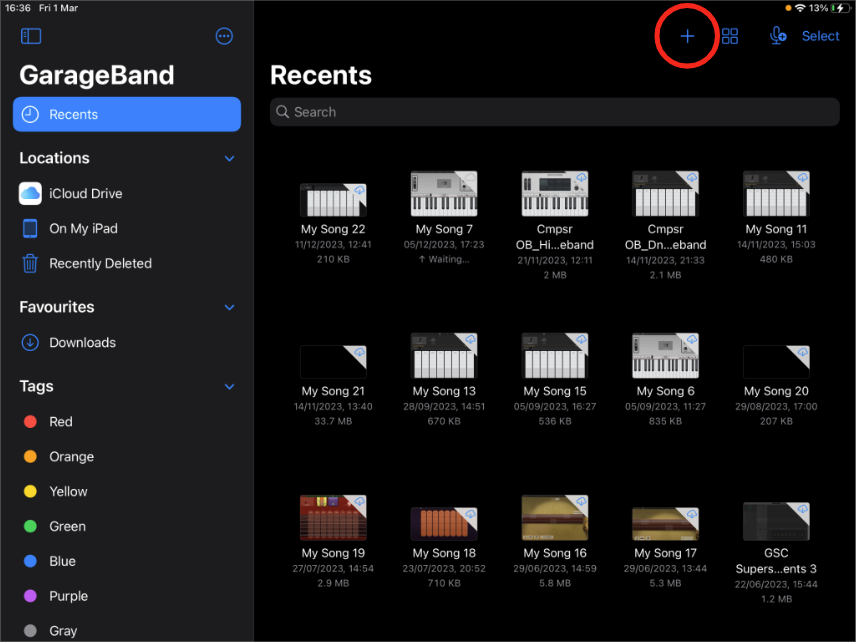 16:36 Fri 1 Mar
13%
Select
GarageBand
Recents
Locations
iCloud Drive
On My iPad
Recently Deleted
Favourites
Downloads
Tags
Red
Orange
Yellow
Green
Blue
Purple
Gray
Recents
Search
My Song 22
11/12/2023, 12:41
210 KB
My Song 7
05/12/2023, 17:23
↑ Waiting...
Cmpsr
OB_Hi...eband
21/11/2023, 12:11
2 MB
Cmpsr
OB_Dn...eband
14/11/2023, 21:33
2.1 MB
My Song 11
14/11/2023, 15:03
480 KB
My Song 21
14/11/2023, 13:40
33.7 MB
My Song 13
28/09/2023, 14:51
670 KB
My Song 15
05/09/2023, 16:27
536 KB
My Song 6
05/09/2023, 11:27
835 KB
My Song 20
29/08/2023, 17:00
207 KB
My Song 19
27/07/2023, 14:54
2.9 MB
My Song 18
23/07/2023, 20:52
710 KB
My Song 16
29/06/2023, 14:59
5.8 MB
My Song 17
29/06/2023, 13:44
5.3 MB
GSC
Supers...ents 3
22/06/2023, 15:44
1.2 MB